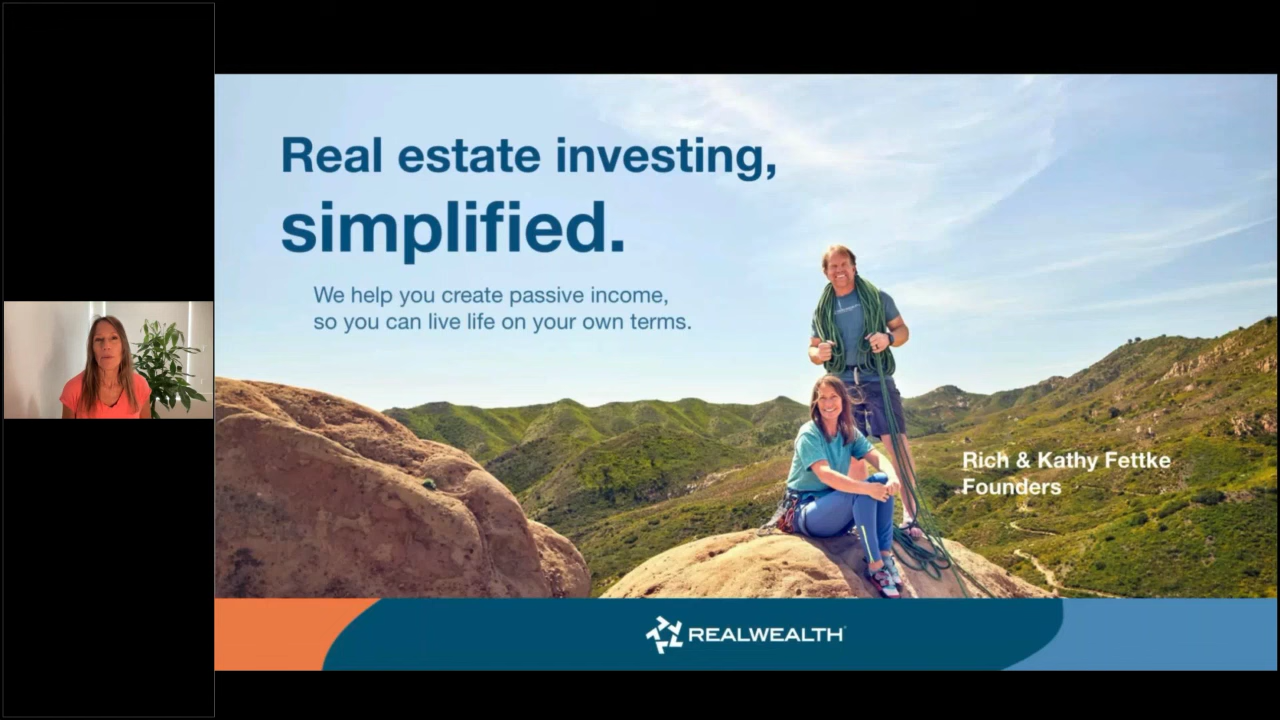 Real estate investing,
simplified.
We help you create passive income,
so you can live life on your own terms.
Rich & Kathy Fettke
Founders
REALWEALTH